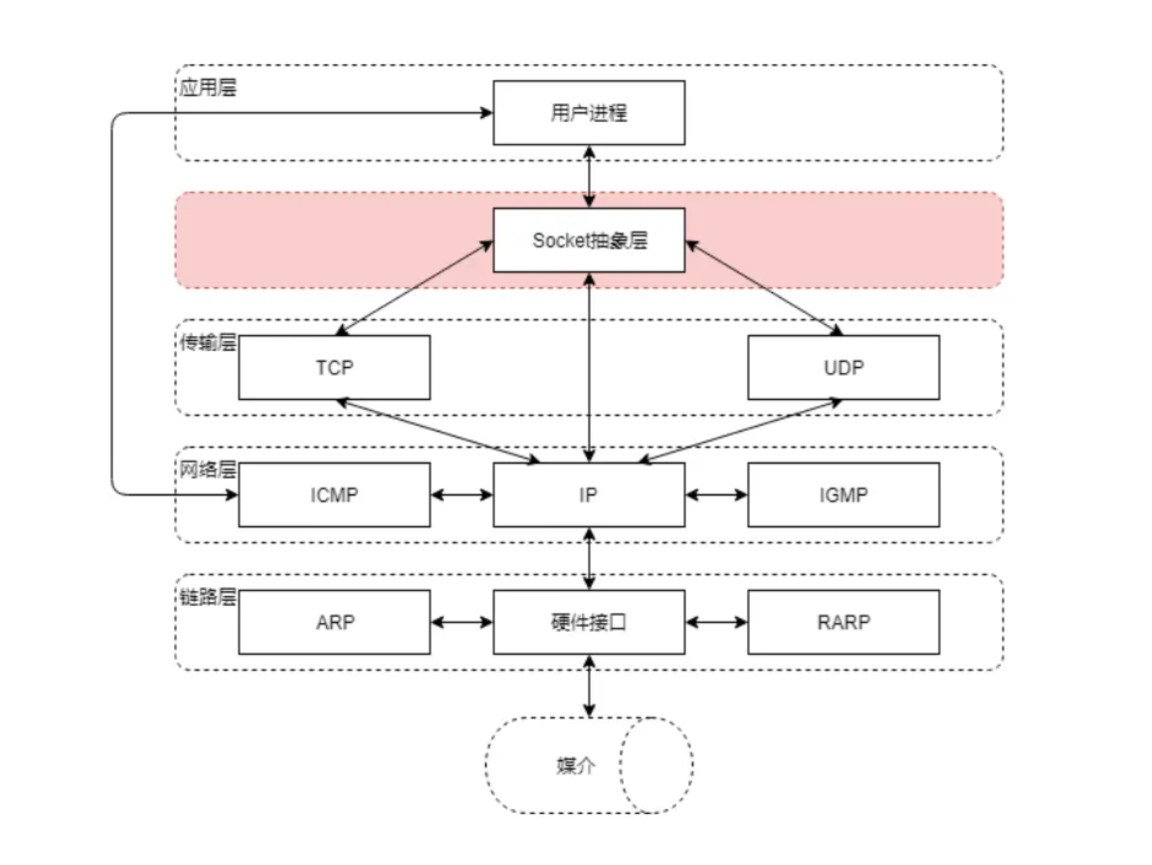 应用层
用户进程
Socket抽象层
传输层
TCP
UDP
网络层
ICMP
IP
IGMP
链路层
ARP
硬件接口
RARP
媒介